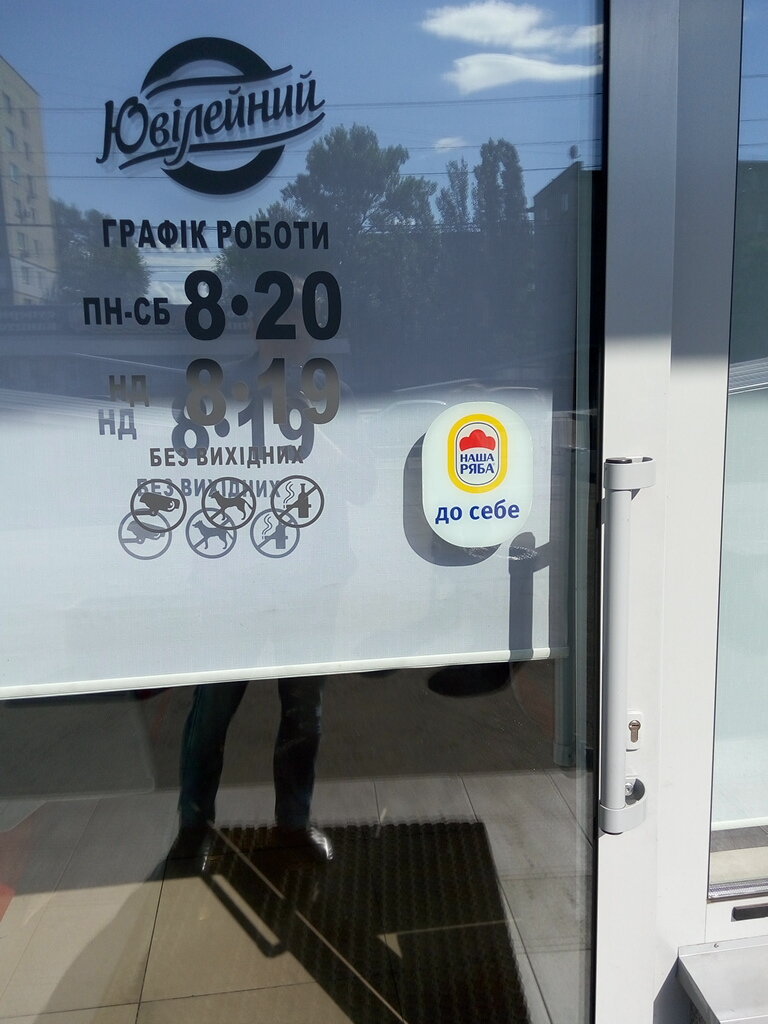 Ювілейний
ГРАФІК РОБОТИ
ПН-СБ 8•20
НД 8•19
БЕЗ ВИХІДНИХ
НАША
РЯБА
до себе